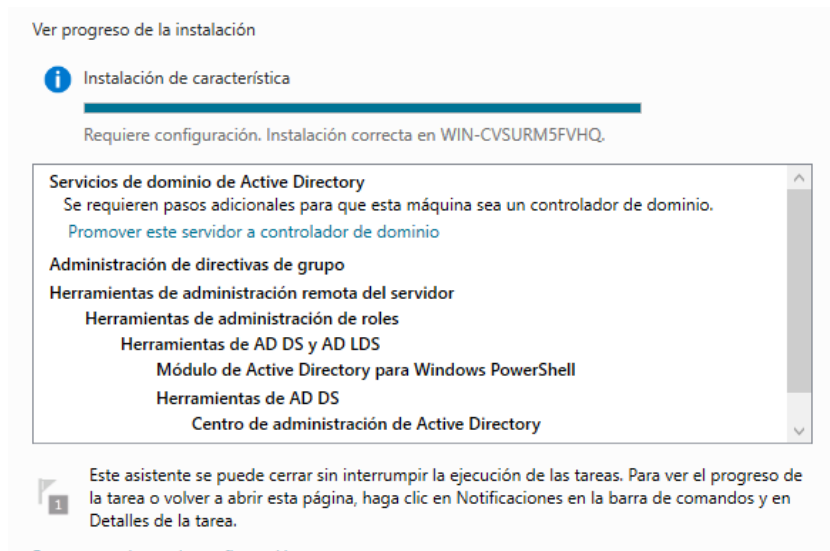 Ver progreso de la instalación
Instalación de característica
Requiere configuración. Instalación correcta en WIN-CVSURM5FVHQ.
Servicios de dominio de Active Directory
Se requieren pasos adicionales para que esta máquina sea un controlador de dominio.
Promover este servidor a controlador de dominio
Administración de directivas de grupo
Herramientas de administración remota del servidor
Herramientas de administración de roles
Herramientas de AD DS y AD LDS
Módulo de Active Directory para Windows PowerShell
Herramientas de AD DS
Centro de administración de Active Directory
1
Este asistente se puede cerrar sin interrumpir la ejecución de las tareas. Para ver el progreso de
la tarea o volver a abrir esta página, haga clic en Notificaciones en la barra de comandos y en
Detalles de la tarea.